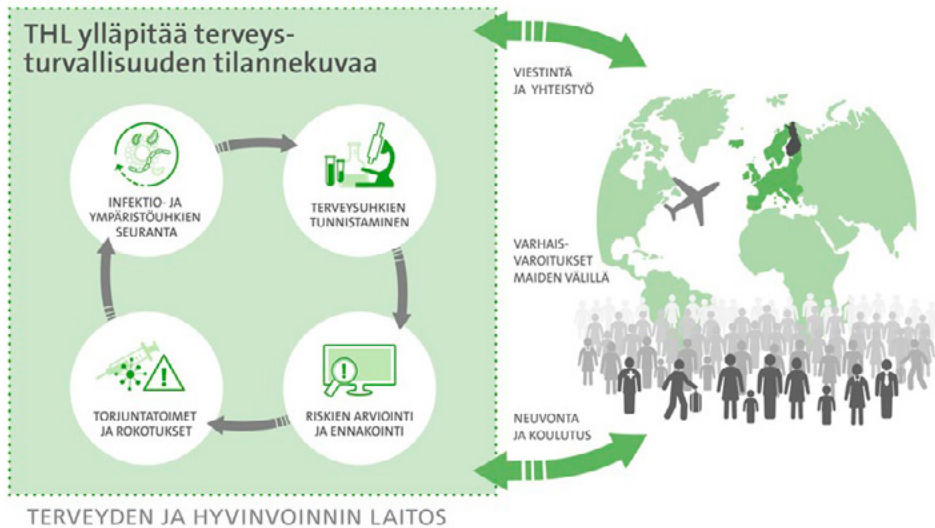 THL ylläpitää terveys-
turvallisuuden tilannekuvaa
INFEKTIO- JA
YMPÄRISTÖUHKIEN
SEURANTA
TERVEYSUHKIEN
TUNNISTAMINEN
TORJUNTATOIMET
JA ROKOTUKSET
RISKIEN ARVIOINTI
JA ENNAKOINTI
VIESTINTÄ
JA YHTEISTYÖ
VARHAIS-
VAROITUKSET
MAIDEN VÄLILLÄ
NEUVONTA
JA KOULUTUS
TERVEYDEN JA HYVINVOINNIN LAITOS